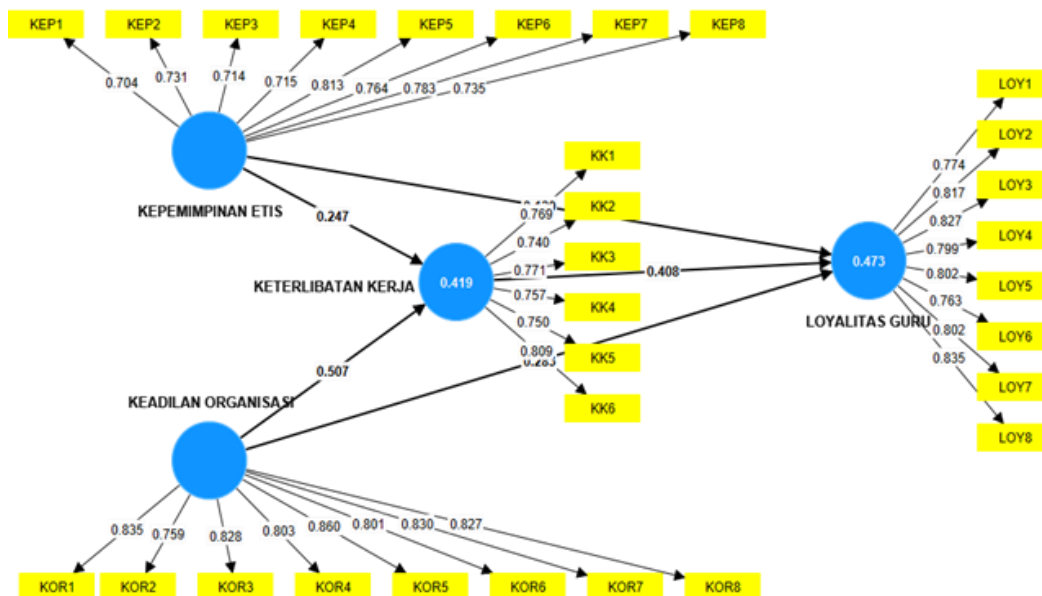 KEP1 KEP2 KEP3 KEP4 KEP5 KEP6 KEP7 KEP8
0.704 0.731 0.714 0.715 0.813 0.764 0.783 0.735
KEPEMIMPINAN ETIS
0.247
KK1
KK2
KK3
KK4
KK5
KK6
0.769
0.740
0.771
0.757
0.750
0.809
KETERLIBATAN KERJA
0.419
0.408
LOY1
LOY2
LOY3
LOY4
LOY5
LOY6
LOY7
LOY8
0.774
0.817
0.827
0.799
0.802
0.763
0.802
0.835
0.473
LOYALITAS GURU
0.507
KEADILAN ORGANISASI
0.835 0.759 0.828 0.803 0.860 0.801 0.830 0.827
KOR1 KOR2 KOR3 KOR4 KOR5 KOR6 KOR7 KOR8